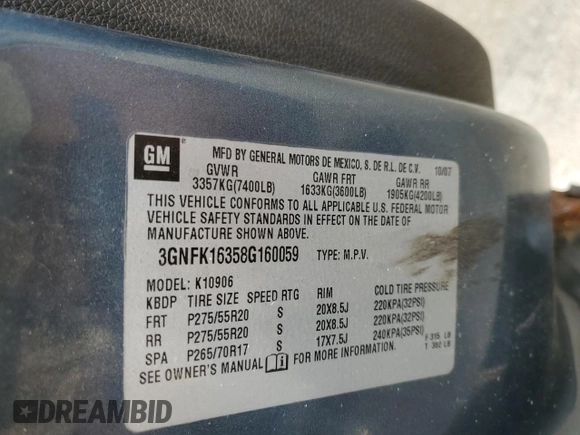 GM
MFD BY GENERAL MOTORS DE MEXICO, S. DE R.L. DE C.V. 10/07
GVWR GAWR FRT GAWR RR
3357KG(7400LB) 1633KG(3600LB) 1905KG(4200LB)
THIS VEHICLE CONFORMS TO ALL APPLICABLE U.S. FEDERAL MOTOR
VEHICLE SAFETY STANDARDS IN EFFECT ON THE DATE OF
MANUFACTURE SHOWN ABOVE.
3GNFK16358G160059 TYPE: M.P.V.
MODEL: K10906
KBDP TIRE SIZE SPEED RTG RIM COLD TIRE PRESSURE
FRT P275/55R20 S 20X8.5J 220KPA(32PSI)
RR P275/55R20 S 20X8.5J 220KPA(32PSI)
SPA P265/70R17 S 17X7.5J 240KPA(35PSI)
SEE OWNER'S MANUAL FOR MORE INFORMATION. F 315 LB
T 382 LB
DREAMBID